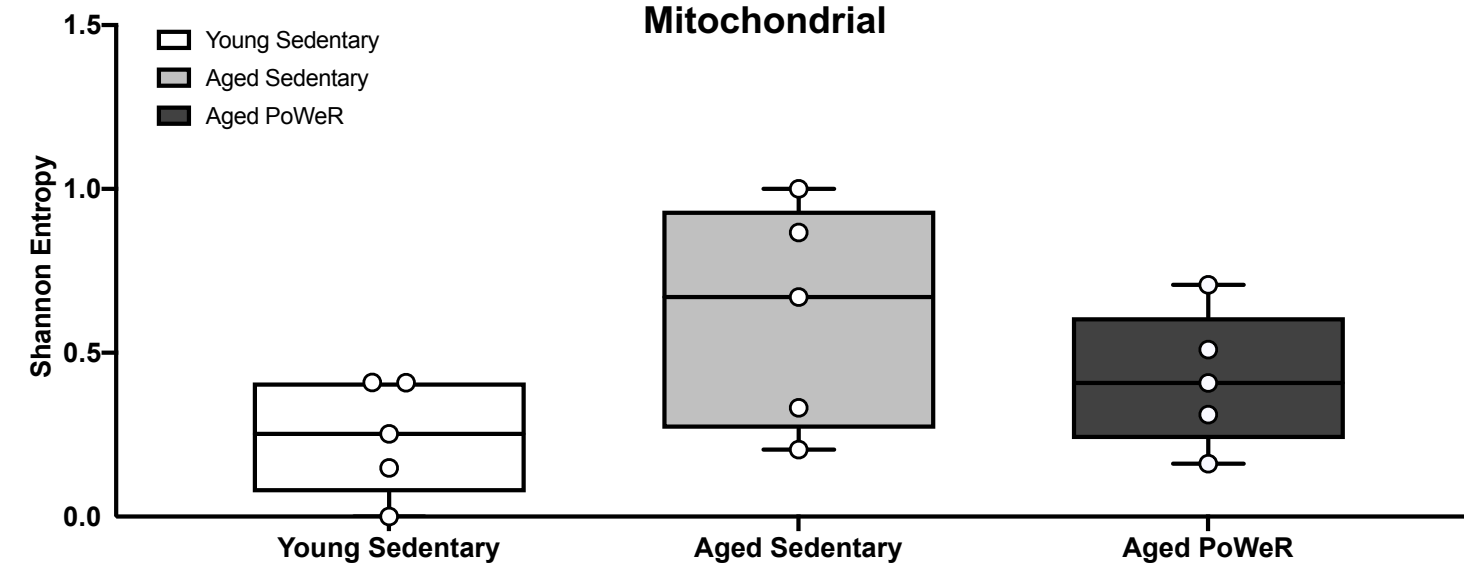 Mitochondrial
Young Sedentary
Aged Sedentary
Aged PoWeR
Shannon Entropy
1.5
1.0
0.5
0.0
Young Sedentary
Aged Sedentary
Aged PoWeR